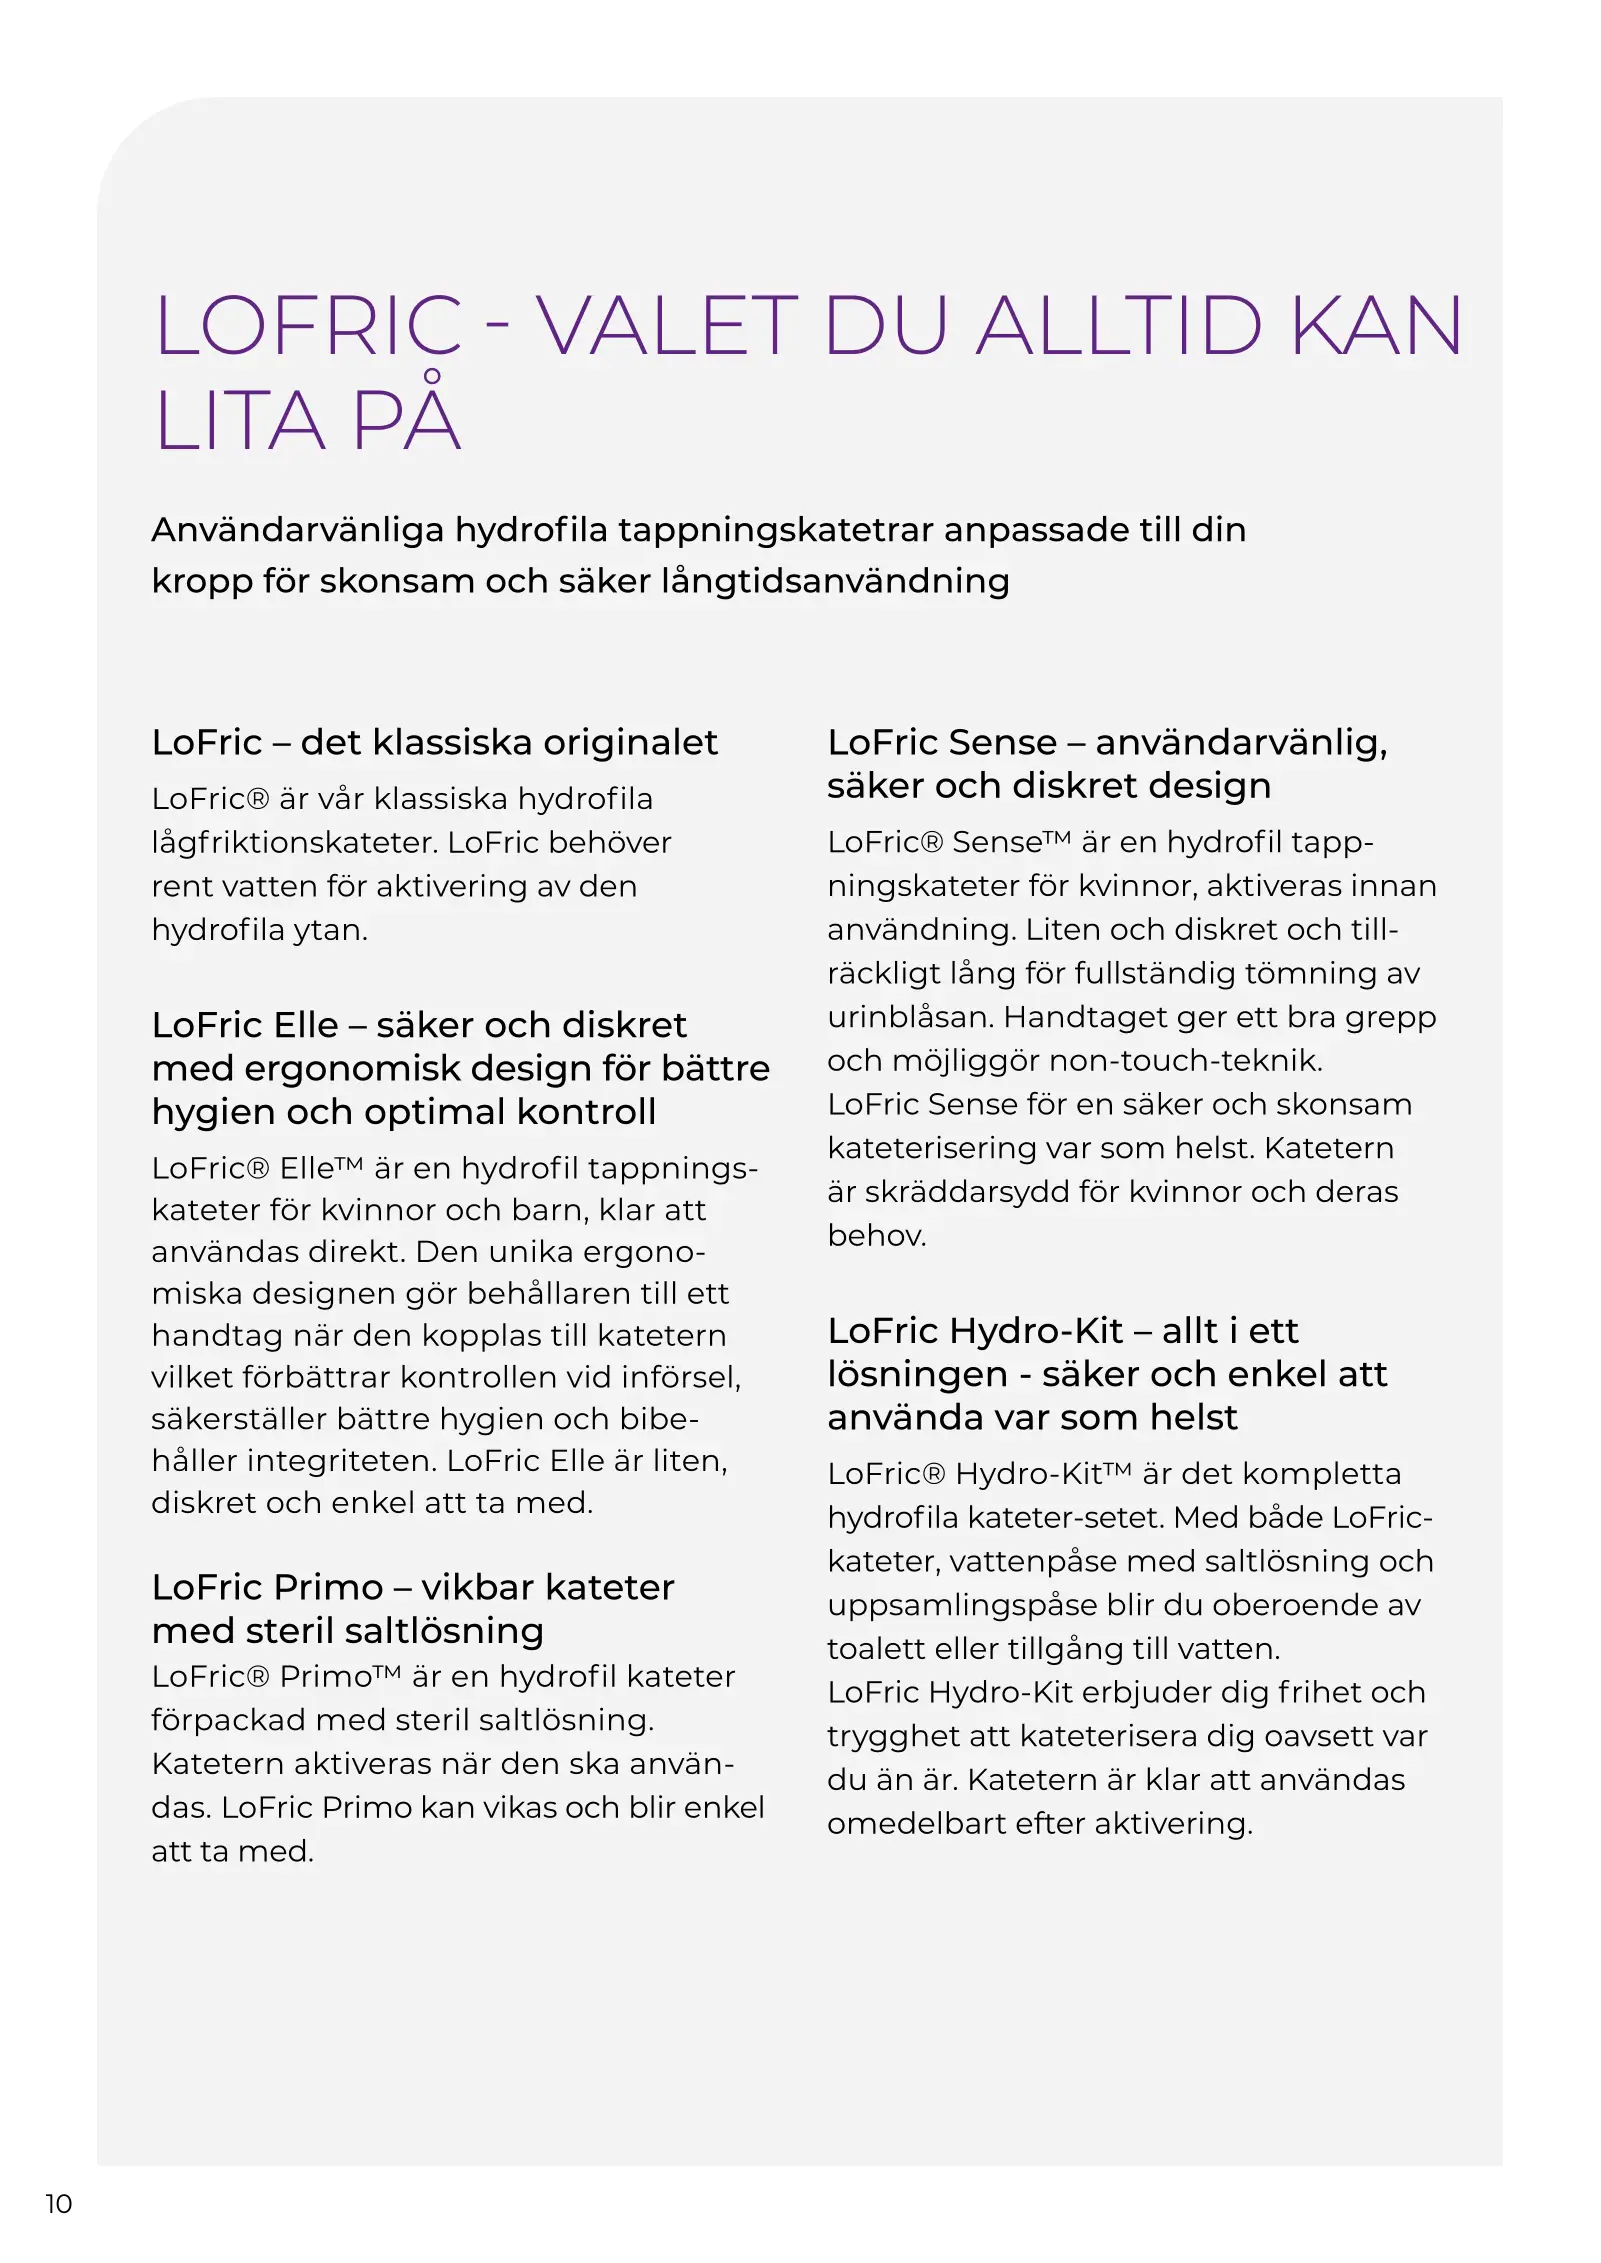 LOFRIC - VALET DU ALLTID KAN
LITA PÅ
Användarvänliga hydrofila tappningskatetrar anpassade till din
kropp för skonsam och säker långtidsanvändning
LoFric – det klassiska originalet
LoFric® är vår klassiska hydrofila
lågfriktionskateter. LoFric behöver
rent vatten för aktivering av den
hydrofila ytan.
LoFric Elle – säker och diskret
med ergonomisk design för bättre
hygien och optimal kontroll
LoFric® Elle™ är en hydrofil tappnings-
kateter för kvinnor och barn, klar att
användas direkt. Den unika ergono-
miska designen gör behållaren till ett
handtag när den kopplas till katetern
vilket förbättrar kontrollen vid införsel,
säkerställer bättre hygien och bibe-
håller integriteten. LoFric Elle är liten,
diskret och enkel att ta med.
LoFric Primo – vikbar kateter
med steril saltlösning
LoFric® Primo™ är en hydrofil kateter
förpackad med steril saltlösning.
Katetern aktiveras när den ska använ-
das. LoFric Primo kan vikas och blir enkel
att ta med.
LoFric Sense – användarvänlig,
säker och diskret design
LoFric® Sense™ är en hydrofil tapp-
ningskateter för kvinnor, aktiveras innan
användning. Liten och diskret och till-
räckligt lång för fullständig tömning av
urinblåsan. Handtaget ger ett bra grepp
och möjliggör non-touch-teknik.
LoFric Sense för en säker och skonsam
kateterisering var som helst. Katetern
är skräddarsydd för kvinnor och deras
behov.
LoFric Hydro-Kit – allt i ett
lösningen - säker och enkel att
använda var som helst
LoFric® Hydro-Kit™ är det kompletta
hydrofila kateter-setet. Med både LoFric-
kateter, vattenpåse med saltlösning och
uppsamlingspåse blir du oberoende av
toalett eller tillgång till vatten.
LoFric Hydro-Kit erbjuder dig frihet och
trygghet att kateterisera dig oavsett var
du än är. Katetern är klar att användas
omedelbart efter aktivering.
10